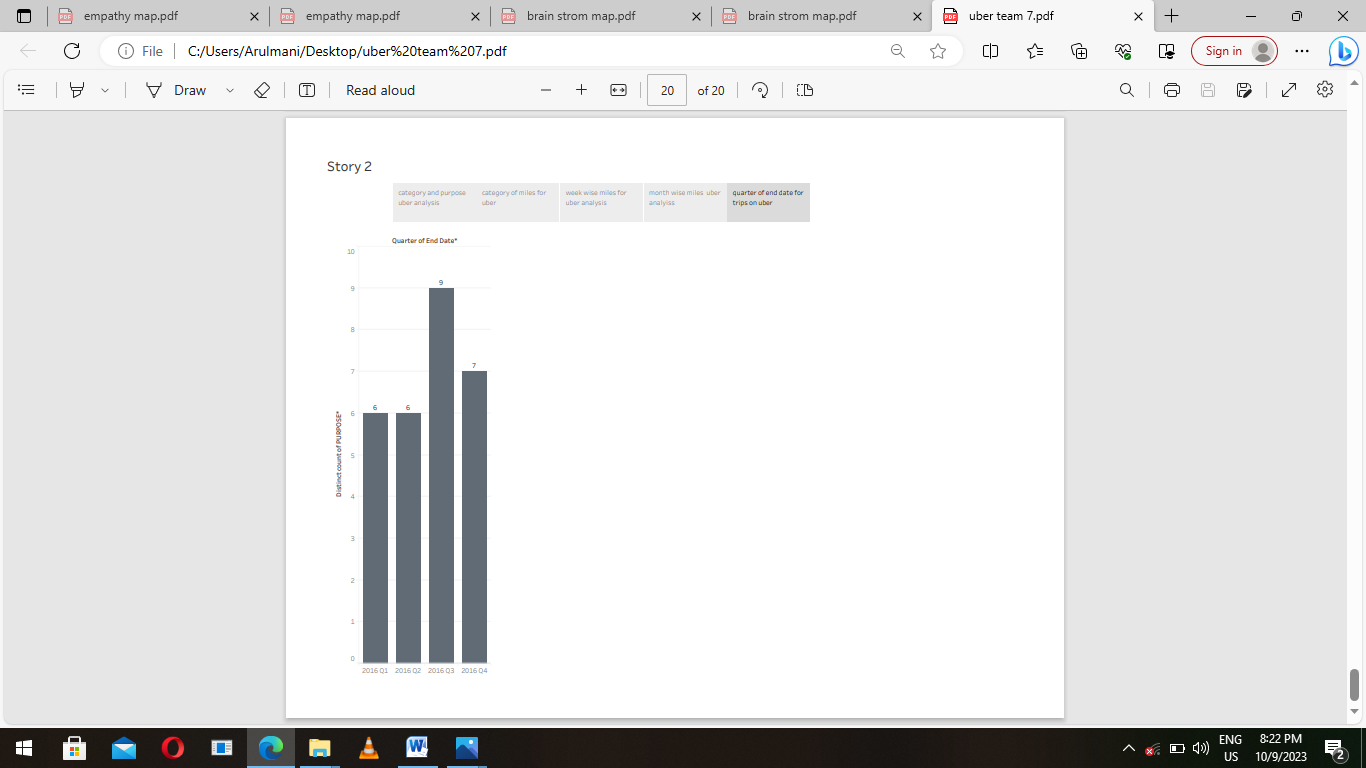 empathy map.pdf
empathy map.pdf
brain strom map.pdf
brain strom map.pdf
uber team 7.pdf
File
C:/Users/Arulmani/Desktop/uber%20team%207.pdf
Sign in
Draw
Read aloud
20
of 20
Story 2
category and purpose
uber analysis
category of miles for
uber
week wise miles for
uber analysis
month wise miles uber
analyiss
quarter of end date for
trips on uber
Quarter of End Date*
Distinct count of PURPOSE*
10
9
8
7
6
5
4
3
2
1
0
6
6
9
7
2016 Q1
2016 Q2
2016 Q3
2016 Q4
ENG
US
8:22 PM
10/9/2023
2